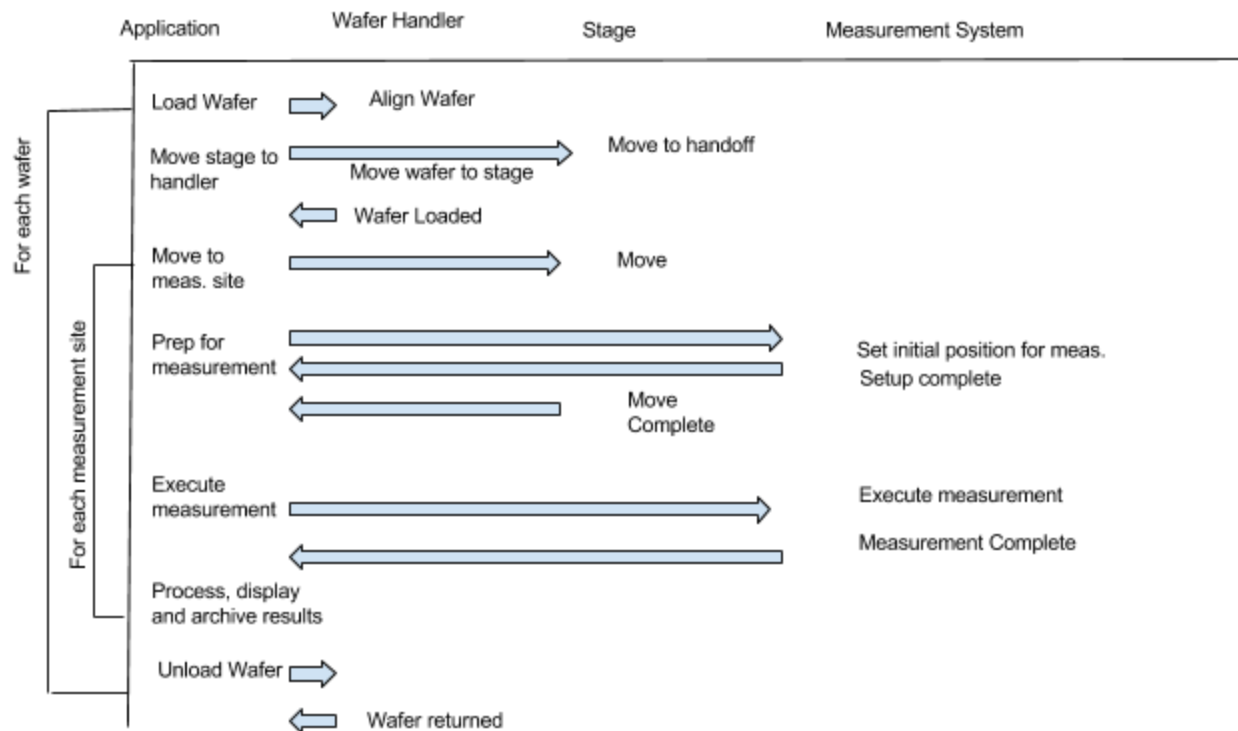 Application
Wafer Handler
Stage
Measurement System
For each wafer
Load Wafer
Align Wafer
Move stage to
handler
Move to handoff
Move wafer to stage
Wafer Loaded
For each measurement site
Move to
meas. site
Move
Prep for
measurement
Set initial position for meas.
Setup complete
Move
Complete
Execute
measurement
Execute measurement
Measurement Complete
Process, display
and archive results
Unload Wafer
Wafer returned